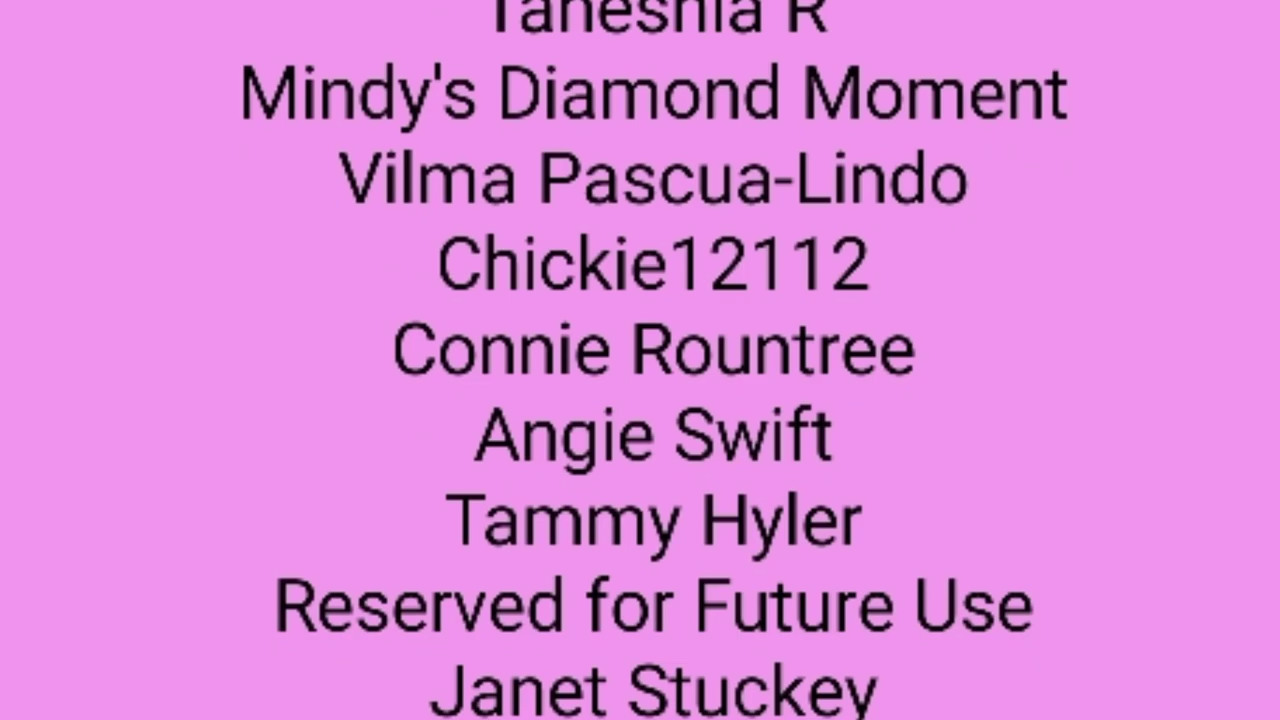 Taneshia R
Mindy's Diamond Moment
Vilma Pascua-Lindo
Chickie12112
Connie Rountree
Angie Swift
Tammy Hyler
Reserved for Future Use
Janet Stuckey